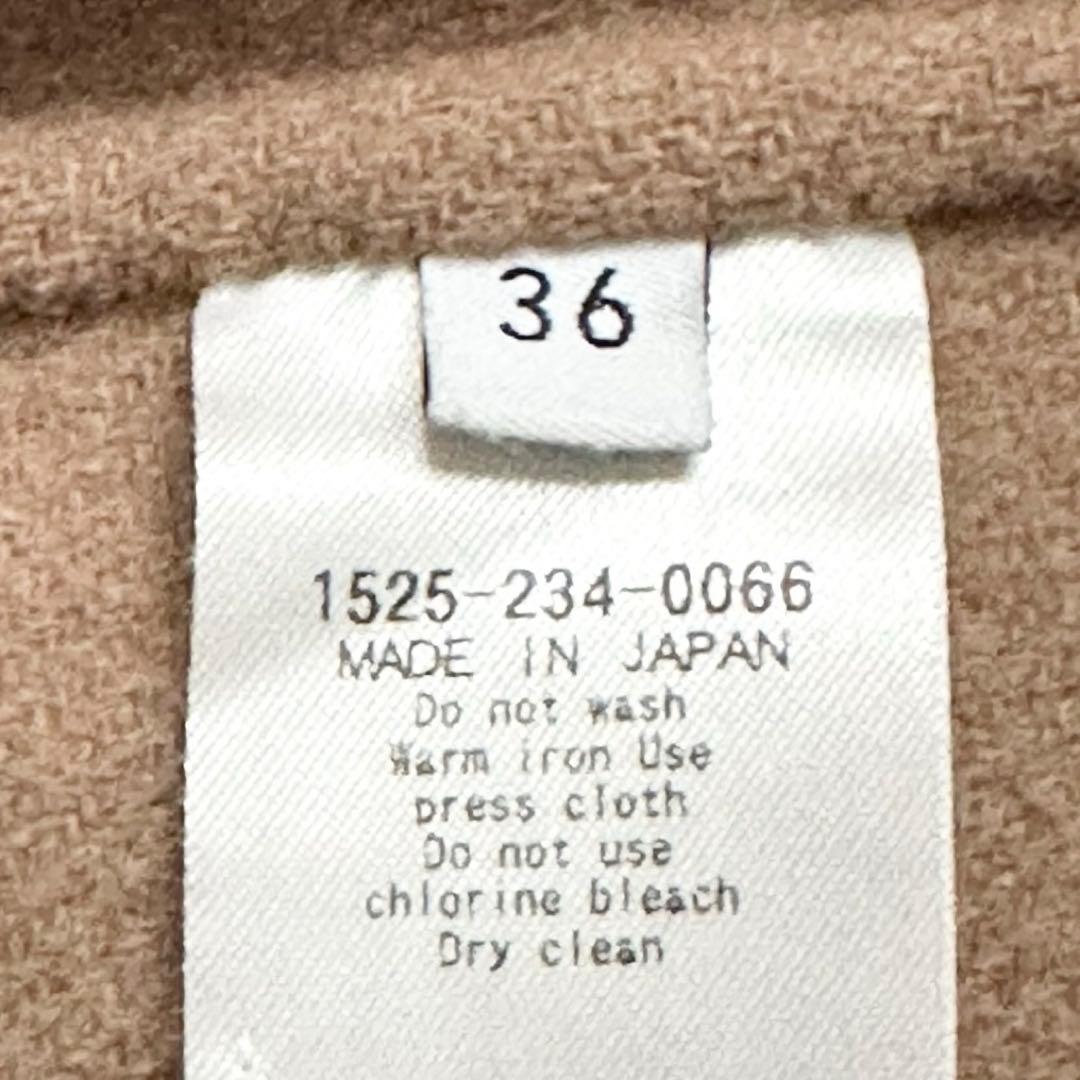 36
1525-234-0066
MADE IN JAPAN
Do not wash
Warm iron Use
press cloth
Do not use
chlorine bleach
Dry clean